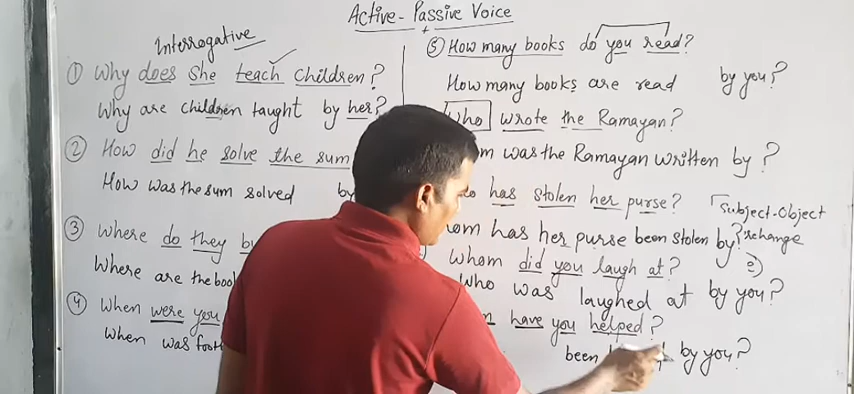 Active - Passive Voice
Interrogative
① Why does she teach children?
Why are children taught by her?
② How did he solve the sum
How was the sum solved by
③ Where do they
Where are the
④ When were you
When was
⑤ How many books do you read?
How many books are read by you?
Who wrote the Ramayan?
was the Ramayan written by?
has stolen her purse?
Subject-Object
has her purse been stolen by?
Whom did you laugh at?
Who was laughed at by you?
have you helped?
been by you?